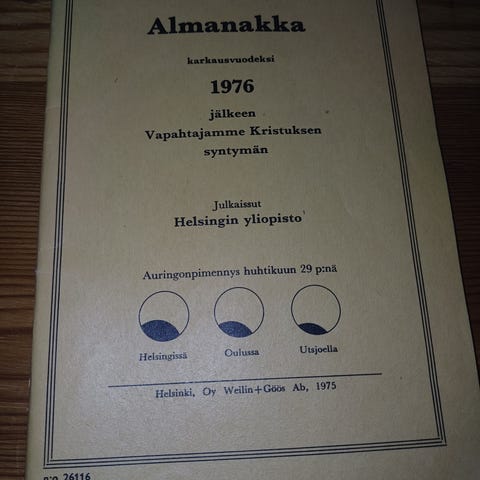 Almanakka
karkausvuodeksi
1976
jälkeen
Vapahtajamme Kristuksen
syntymän
Julkaissut
Helsingin yliopisto
Auringonpimennys huhtikuun 29 p:nä
Helsingissä Oulussa Utsjoella
Helsinki, Oy Weilin+Göös Ab, 1975
n:o 26116